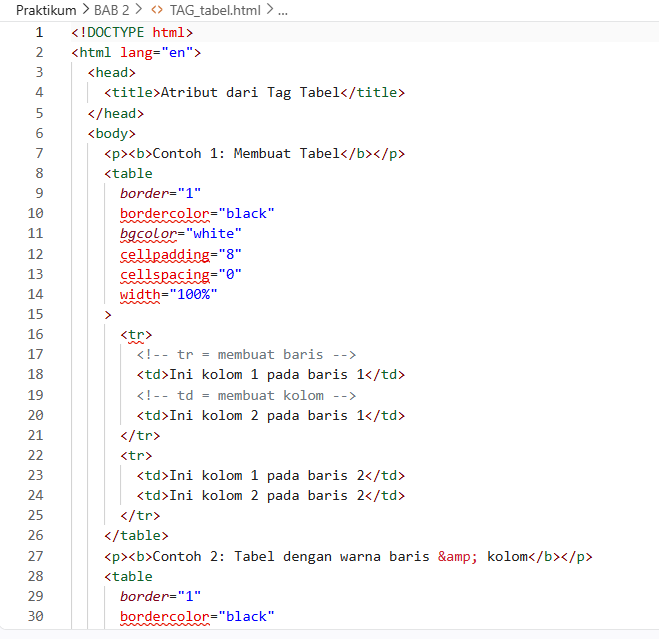 Praktikum > BAB 2 > <> TAG_tabel.html > ...
1 <!DOCTYPE html>
2 <html lang="en">
3 <head>
4 <title>Atribut dari Tag Tabel</title>
5 </head>
6 <body>
7 <p><b>Contoh 1: Membuat Tabel</b></p>
8 <table
9 border="1"
10 bordercolor="black"
11 bgcolor="white"
12 cellpadding="8"
13 cellspacing="0"
14 width="100%"
15 >
16 <tr>
17 <!-- tr = membuat baris -->
18 <td>Ini kolom 1 pada baris 1</td>
19 <!-- td = membuat kolom -->
20 <td>Ini kolom 2 pada baris 1</td>
21 </tr>
22 <tr>
23 <td>Ini kolom 1 pada baris 2</td>
24 <td>Ini kolom 2 pada baris 2</td>
25 </tr>
26 </table>
27 <p><b>Contoh 2: Tabel dengan warna baris &amp; kolom</b></p>
28 <table
29 border="1"
30 bordercolor="black"